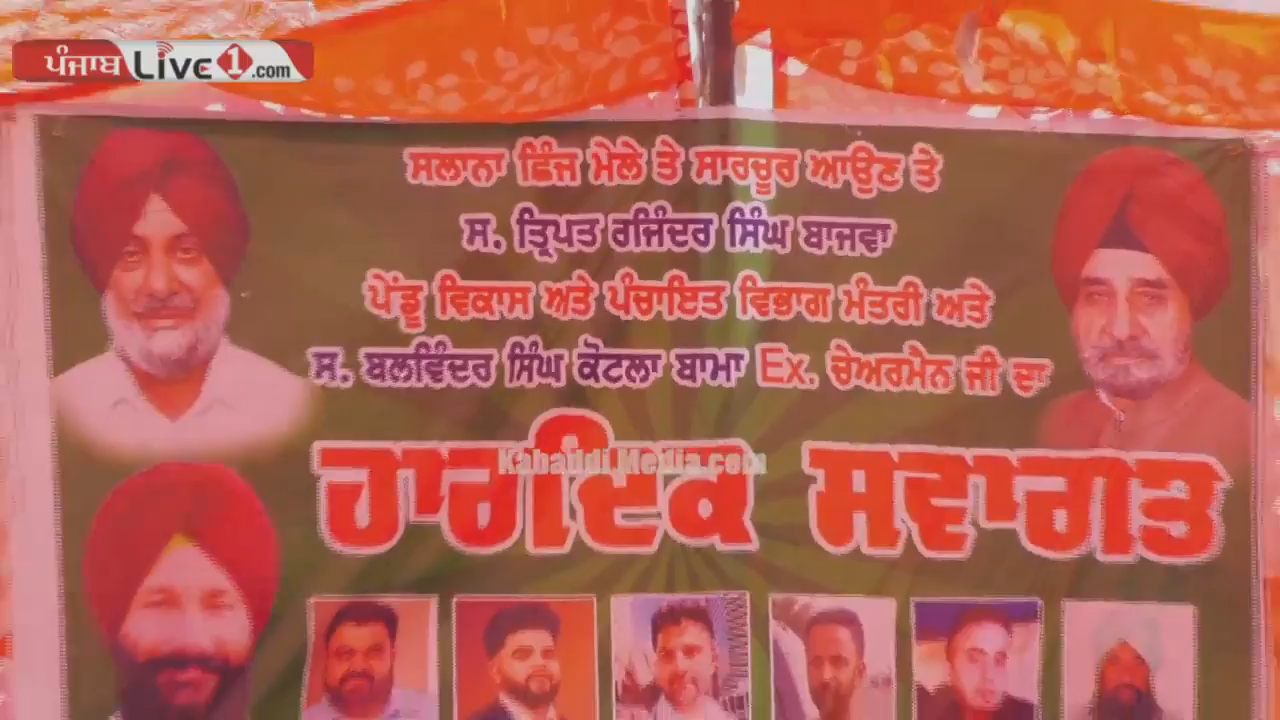 ਪੰਜਾਬ Live1.com
ਸਲਾਨਾ ਛਿੰਜ ਮੇਲੇ ਤੇ ਸਾਰਚੂਰ ਆਉਣ ਤੇ
ਸ. ਤ੍ਰਿਪਤ ਰਜਿੰਦਰ ਸਿੰਘ ਬਾਜਵਾ
ਪੇਂਡੂ ਵਿਕਾਸ ਅਤੇ ਪੰਚਾਇਤ ਵਿਭਾਗ ਮੰਤਰੀ ਅਤੇ
ਸ. ਬਲਵਿੰਦਰ ਸਿੰਘ ਕੋਟਲਾ ਬਾਮਾ Ex. ਚੇਅਰਮੈਨ ਜੀ ਦਾ
ਹਾਰਦਿਕ ਸਵਾਗਤ
Kabaddi.Media.com